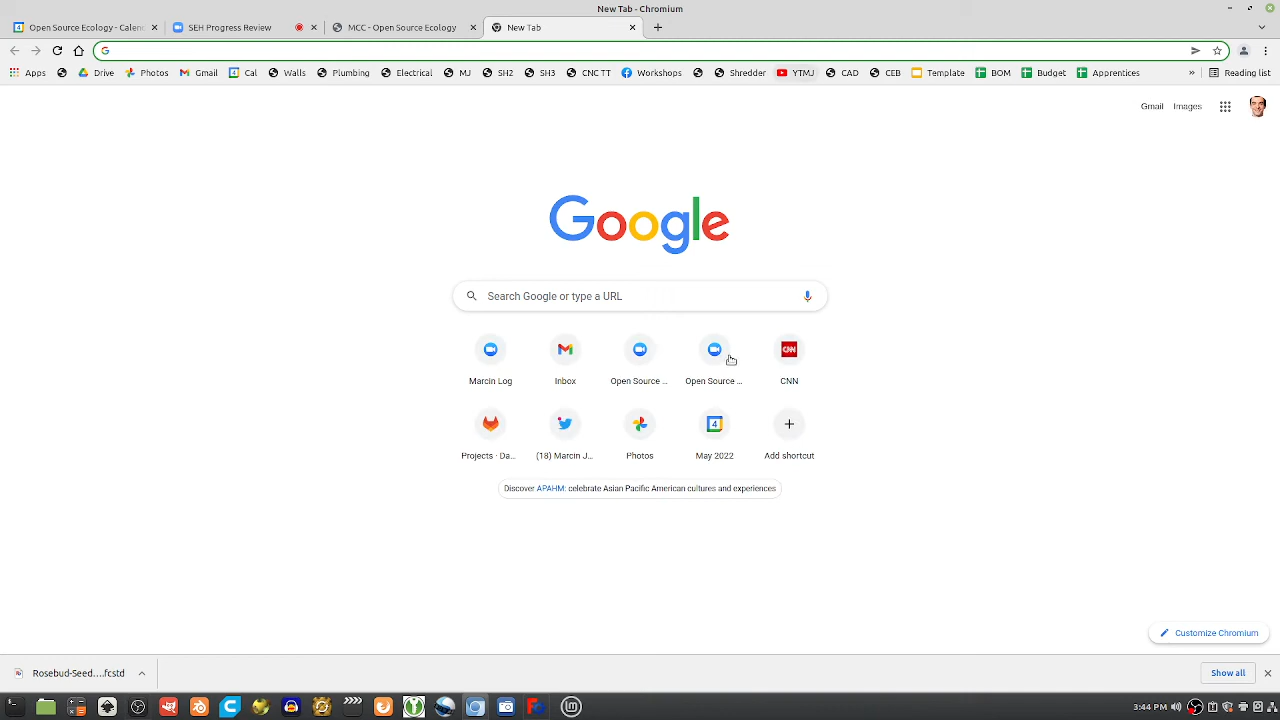 New Tab - Chromium
Open Source Ecology - Calen
SEH Progress Review
MCC - Open Source Ecology
New Tab
Apps
Drive
Photos
Gmail
Cal
Walls
Plumbing
Electrical
MJ
SH2
SH3
CNC TT
Workshops
Shredder
YTMJ
CAD
CEB
Template
BOM
Budget
Apprentices
»
Reading list
Gmail
Images
Google
Search Google or type a URL
CNN
Marcin Log
Inbox
Open Source ...
Open Source ...
CNN
4
Projects · Da...
(18) Marcin J...
Photos
May 2022
Add shortcut
Discover APAHM: celebrate Asian Pacific American cultures and experiences
Customize Chromium
Rosebud-Seed....fcstd
Show all
3:44 PM